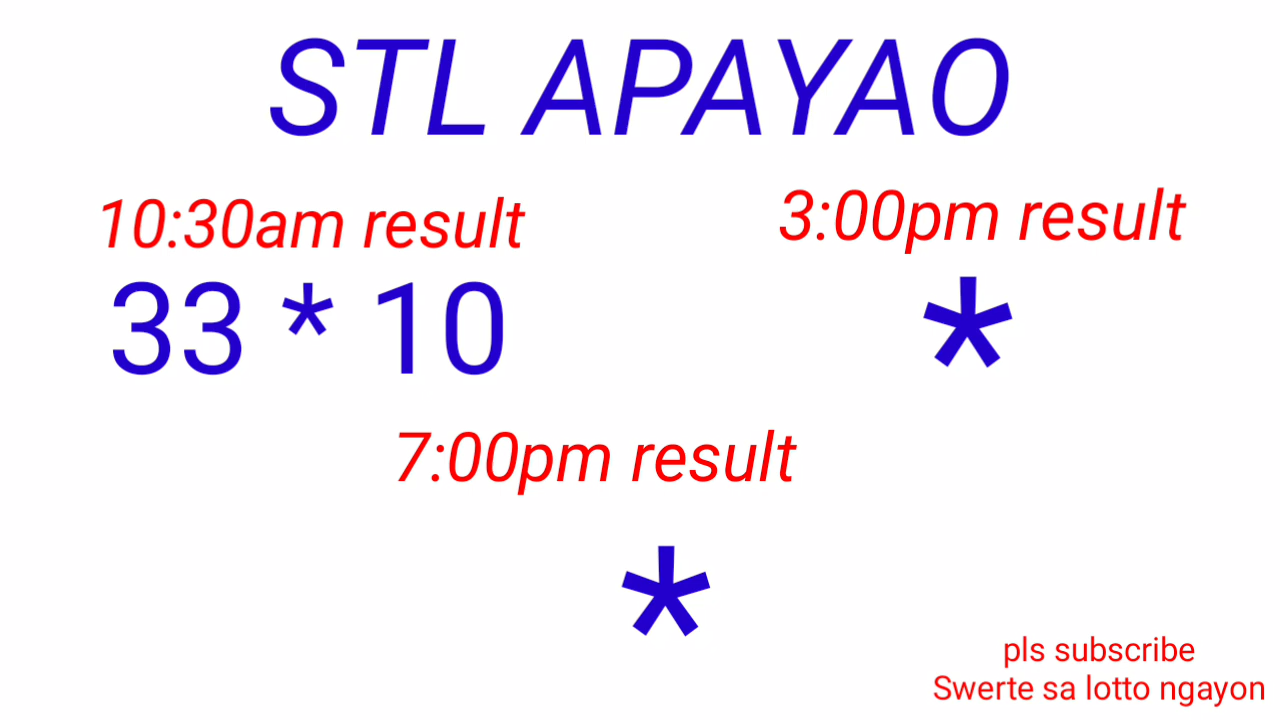 STL APAYAO
10:30am result
33 * 10
3:00pm result
*
7:00pm result
*
pls subscribe
Swerte sa lotto ngayon